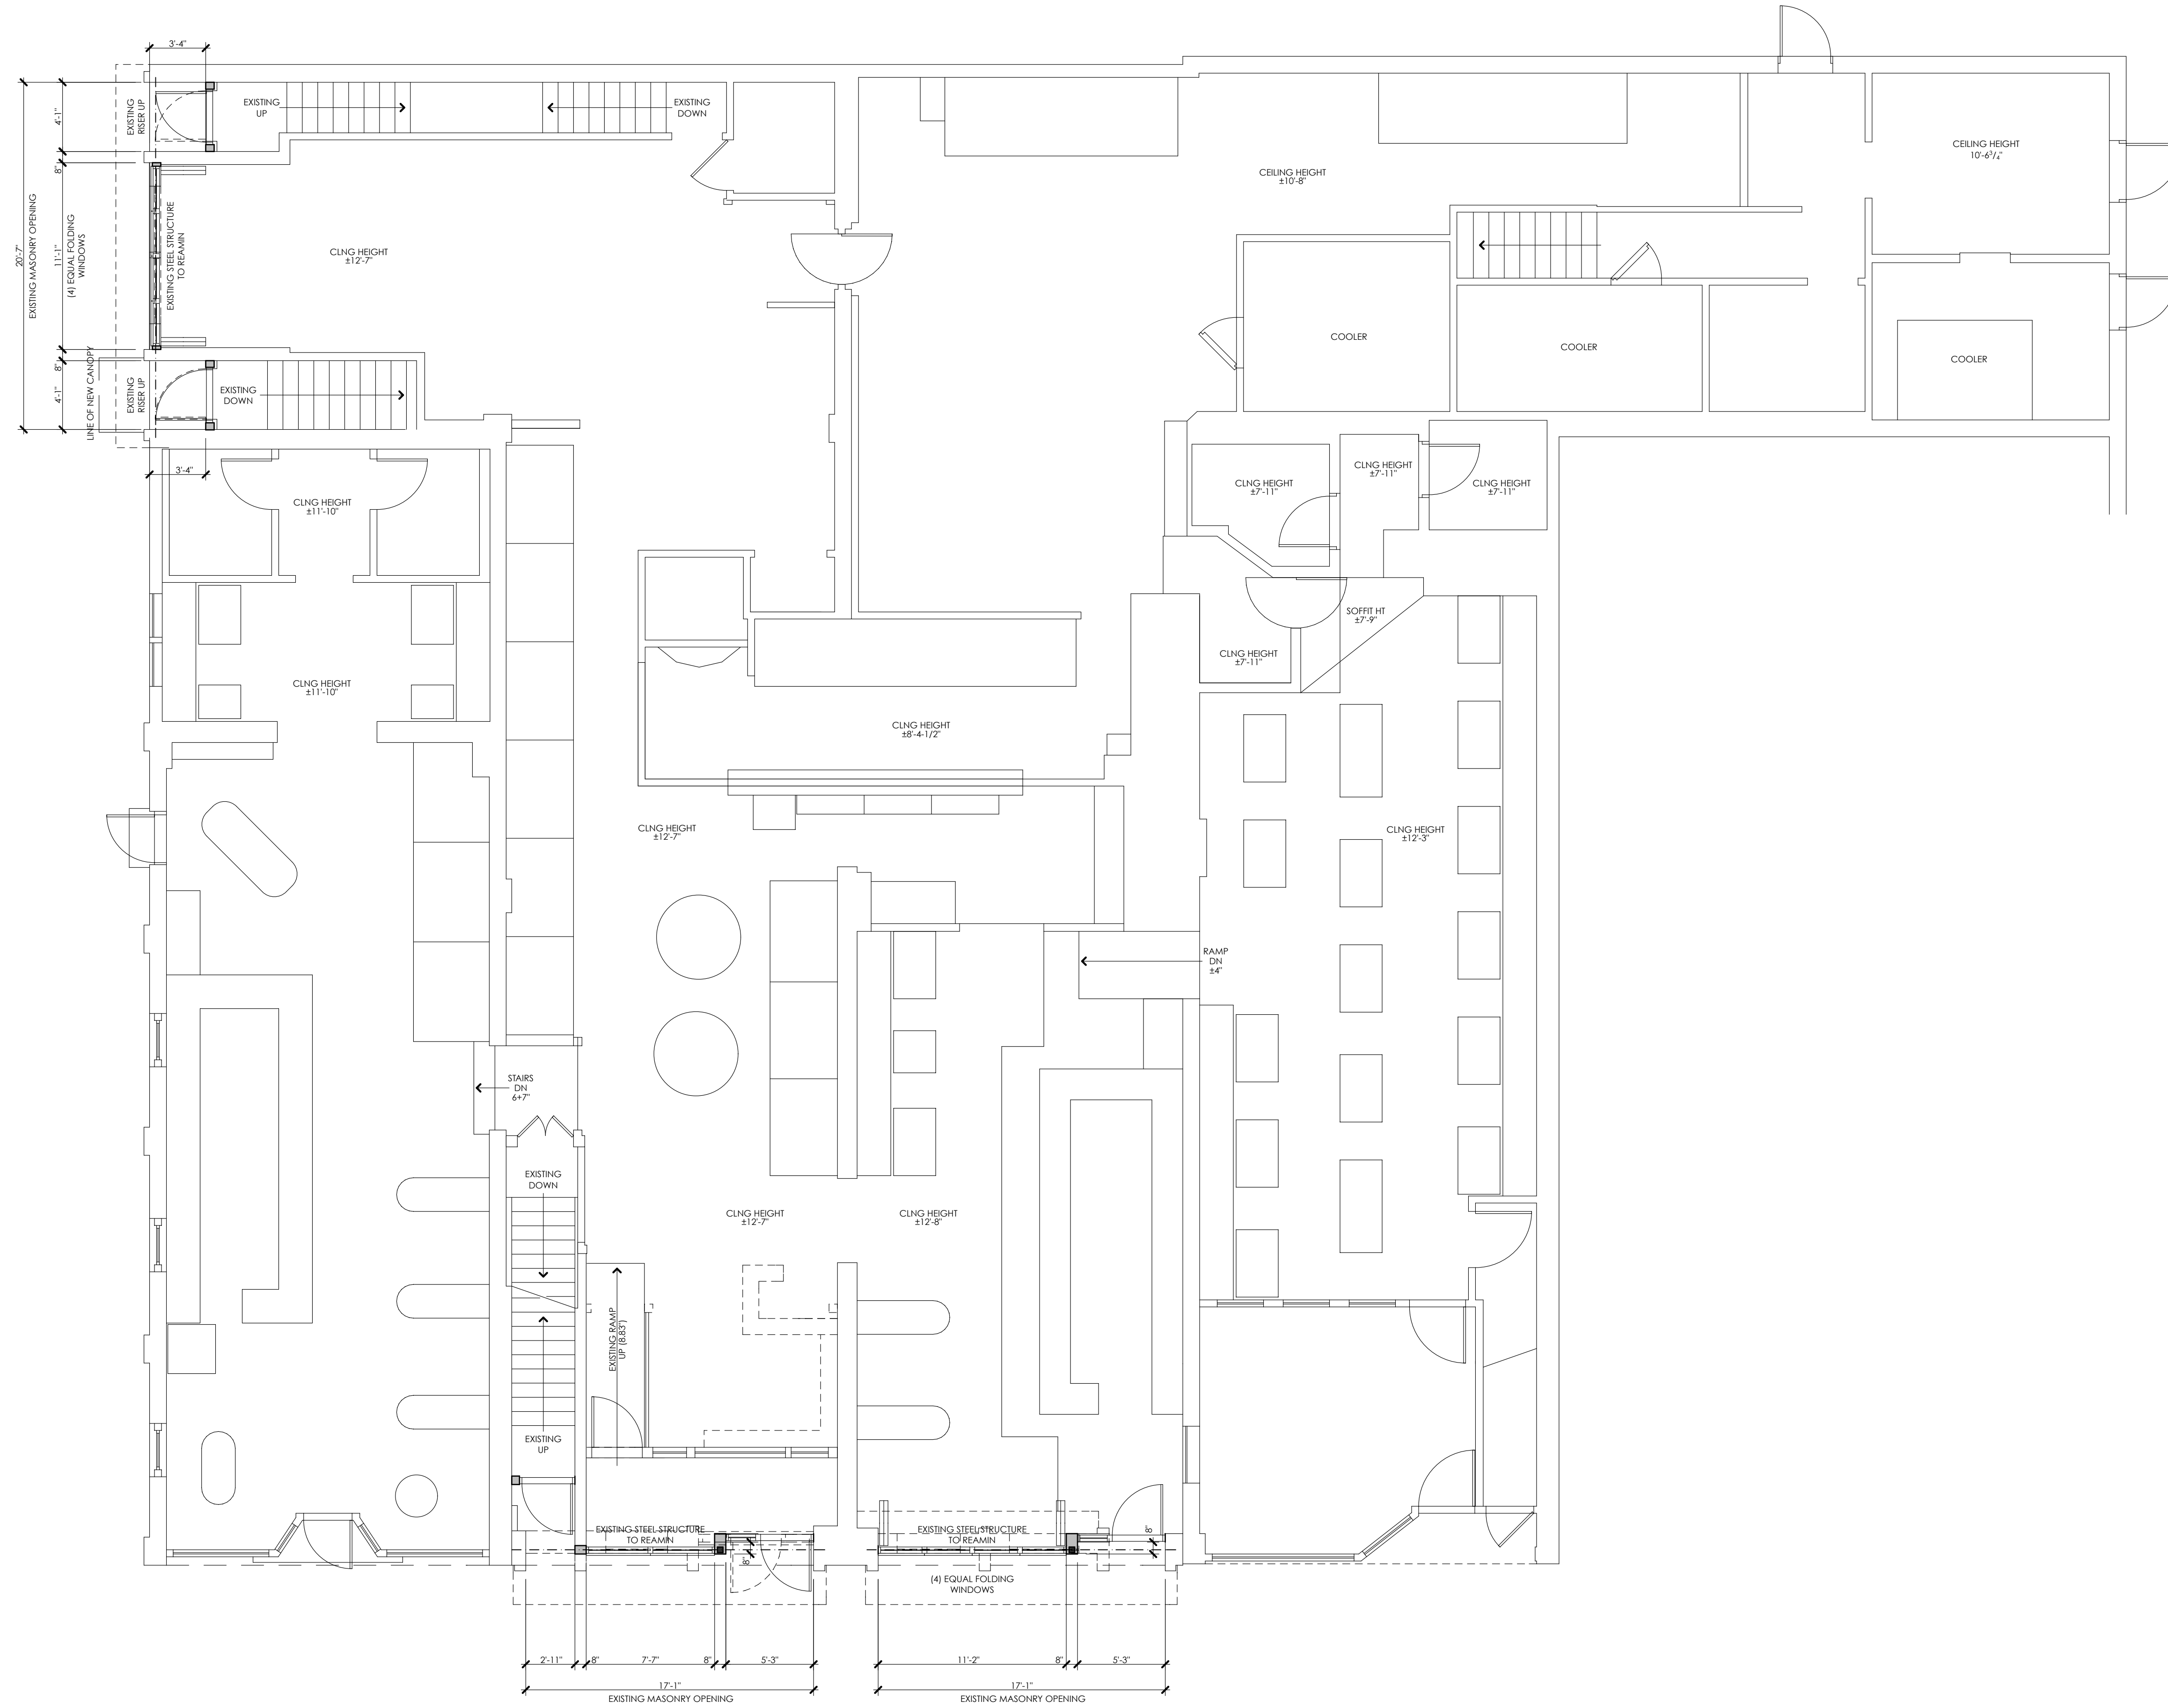 3'-4"
EXISTING
RISER UP
4'-1"
EXISTING
UP
EXISTING
DOWN
8"
20'-7"
EXISTING MASONRY OPENING
11'-1"
(4) EQUAL FOLDING
WINDOWS
EXISTING STEEL STRUCTURE
TO REAMIN
CLNG HEIGHT
±12'-7"
8"
4'-1"
LINE OF NEW CANOPY
EXISTING
RISER UP
EXISTING
DOWN
3'-4"
CEILING HEIGHT
±10'-8"
CEILING HEIGHT
10'-6³/₄"
COOLER
COOLER
COOLER
CLNG HEIGHT
±11'-10"
CLNG HEIGHT
±7'-11"
CLNG HEIGHT
±7'-11"
CLNG HEIGHT
±7'-11"
SOFFIT HT
±7'-9"
CLNG HEIGHT
±7'-11"
CLNG HEIGHT
±11'-10"
CLNG HEIGHT
±8'-4-1/2"
CLNG HEIGHT
±12'-7"
CLNG HEIGHT
±12'-3"
RAMP
DN
±4"
STAIRS
DN
6+7"
EXISTING
DOWN
CLNG HEIGHT
±12'-7"
CLNG HEIGHT
±12'-8"
EXISTING RAMP
UP (8.83")
EXISTING
UP
EXISTING STEEL STRUCTURE
TO REAMIN
8"
EXISTING STEEL STRUCTURE
TO REAMIN
8"
(4) EQUAL FOLDING
WINDOWS
2'-11"
8"
7'-7"
8"
5'-3"
11'-2"
8"
5'-3"
17'-1"
EXISTING MASONRY OPENING
17'-1"
EXISTING MASONRY OPENING